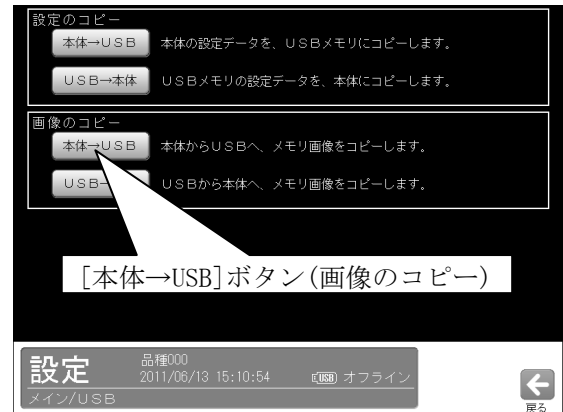 設定のコピー
本体→USB 本体の設定データを、USBメモリにコピーします。
USB→本体 USBメモリの設定データを、本体にコピーします。
画像のコピー
本体→USB 本体からUSBへ、メモリ画像をコピーします。
USB→ USBから本体へ、メモリ画像をコピーします。
[本体→USB]ボタン(画像のコピー)
設定 品種000
2011/06/13 15:10:54 USB オフライン
メイン/USB
戻る